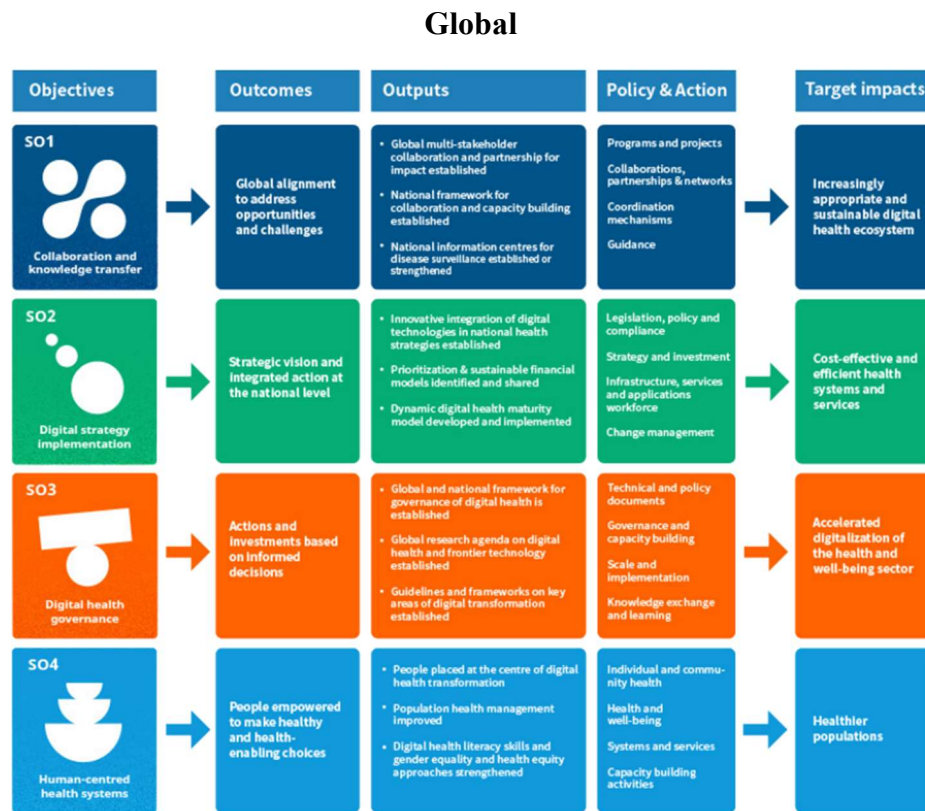 Global
Objectives
Outcomes
Outputs
Policy & Action
Target impacts
SO1
Collaboration and
knowledge transfer
Global alignment
to address
opportunities
and challenges
• Global multi-stakeholder
collaboration and partnership for
impact established
• National framework for
collaboration and capacity building
established
• National information centres for
disease surveillance established or
strengthened
Programs and projects
Collaborations,
partnerships & networks
Coordination
mechanisms
Guidance
Increasingly
appropriate and
sustainable digital
health ecosystem
SO2
Digital strategy
implementation
Strategic vision and
integrated action at
the national level
• Innovative integration of digital
technologies in national health
strategies established
• Prioritization & sustainable financial
models identified and shared
• Dynamic digital health maturity
model developed and implemented
Legislation, policy and
compliance
Strategy and investment
Infrastructure, services
and applications
workforce
Change management
Cost-effective and
efficient health
systems and
services
SO3
Digital health
governance
Actions and
investments based
on informed
decisions
• Global and national framework for
governance of digital health is
established
• Global research agenda on digital
health and frontier technology
established
• Guidelines and frameworks on key
areas of digital transformation
established
Technical and policy
documents
Governance and
capacity building
Scale and
implementation
Knowledge exchange
and learning
Accelerated
digitalization of
the health and
well-being sector
SO4
Human-centred
health systems
People empowered
to make healthy
and health-
enabling choices
• People placed at the centre of digital
health transformation
• Population health management
improved
• Digital health literacy skills and
gender equality and health equity
approaches strengthened
Individual and commu-
nity health
Health and
well-being
Systems and services
Capacity building
activities
Healthier
populations